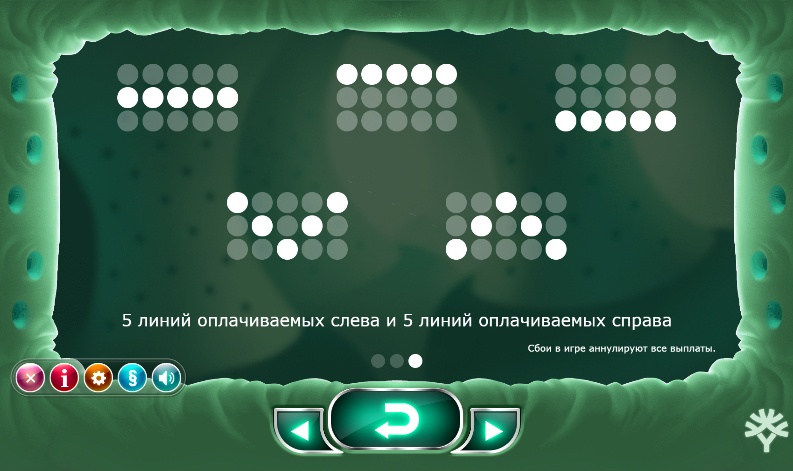 5 линий оплачиваемых слева и 5 линий оплачиваемых справа
Сбои в игре аннулируют все выплаты.
i
§